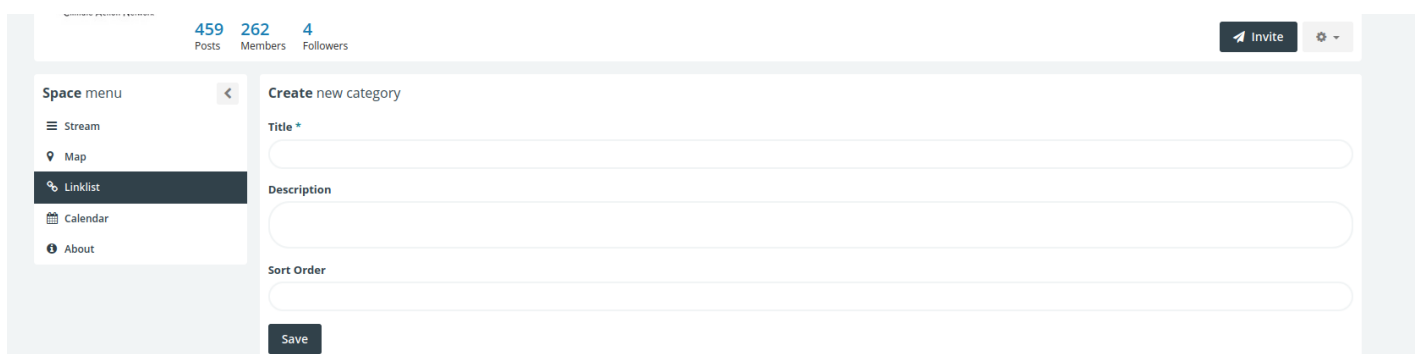 459 262 4
Posts Members Followers
Invite
Space menu
Stream
Map
Linklist
Calendar
About
Create new category
Title *
Description
Sort Order
Save